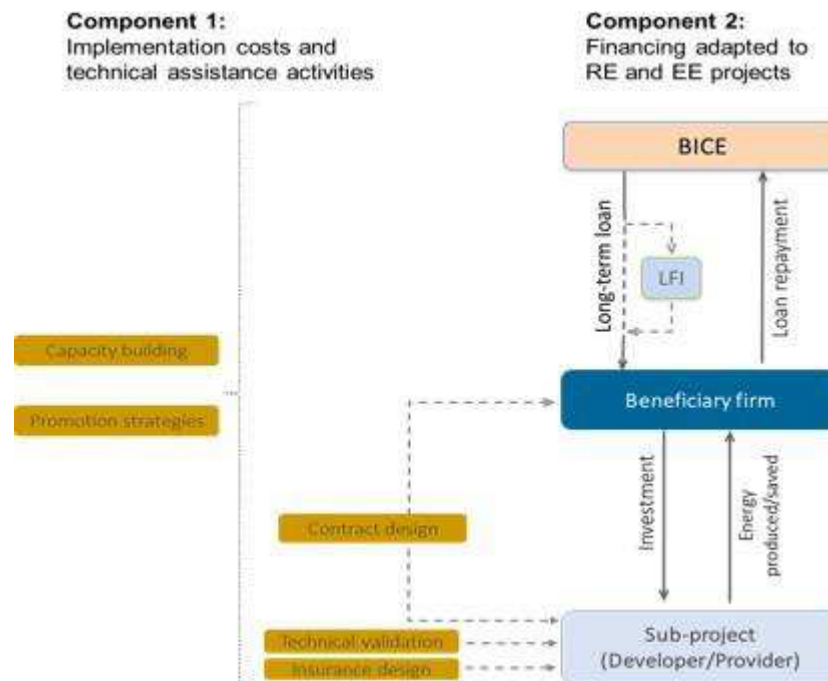 Component 1:
Implementation costs and
technical assistance activities
Component 2:
Financing adapted to
RE and EE projects
BICE
Long-term loan
LFI
Loan repayment
Capacity building
Promotion strategies
Beneficiary firm
Contract design
Investment
Energy
produced/saved
Technical validation
Insurance design
Sub-project
(Developer/Provider)